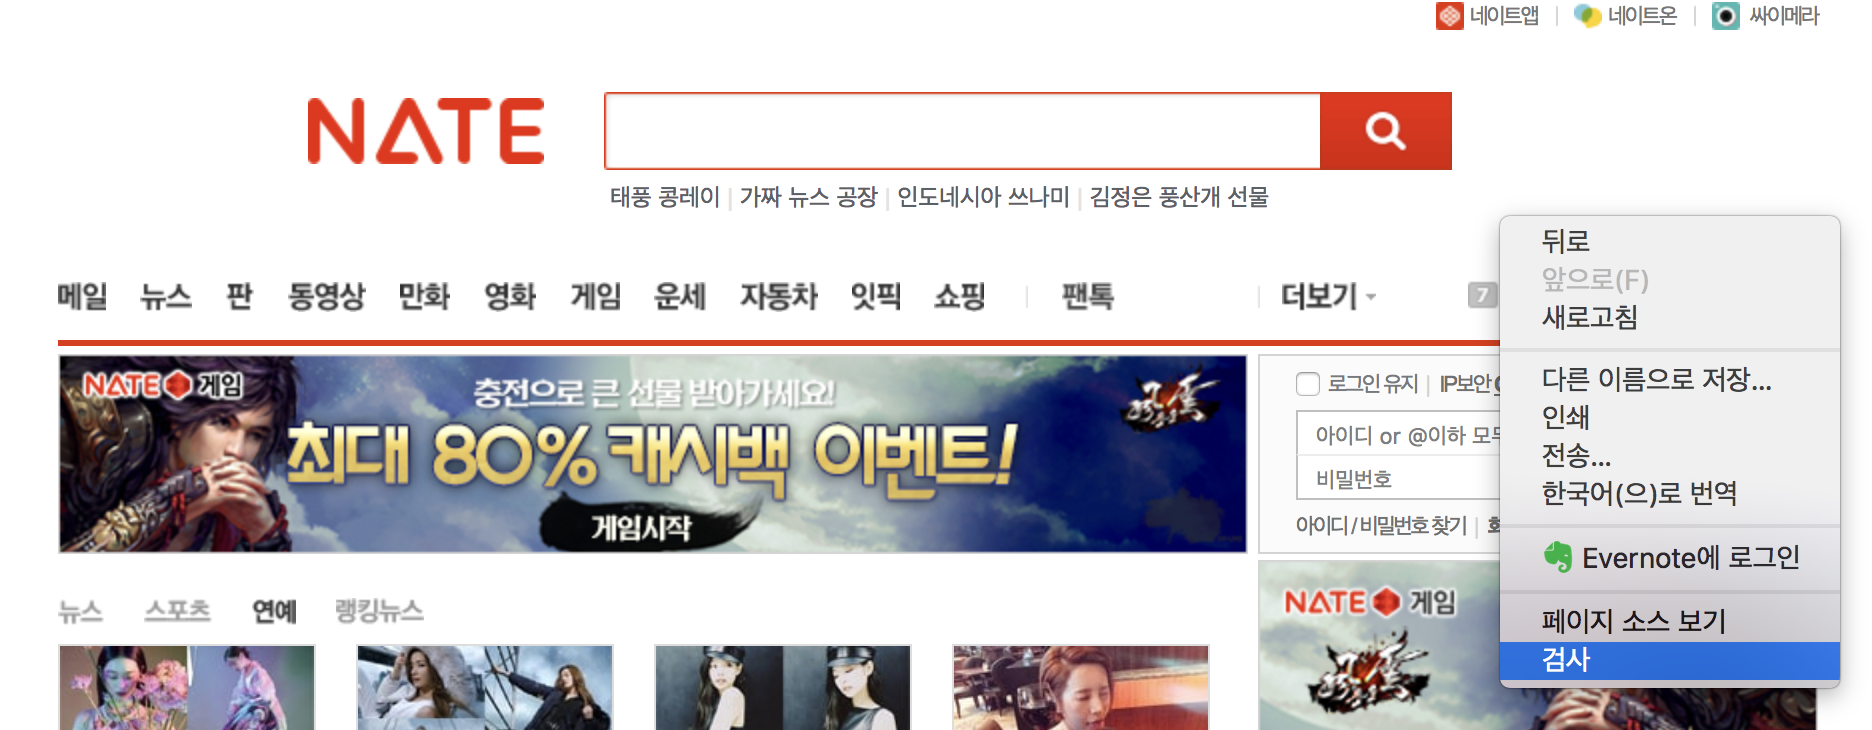 네이트앱 네이트온 싸이메라
NATE
태풍 콩레이 | 가짜 뉴스 공장 | 인도네시아 쓰나미 | 김정은 풍산개 선물
메일 뉴스 판 동영상 만화 영화 게임 운세 자동차 잇픽 쇼핑 | 팬톡 | 더보기 7
NATE 게임
충전으로 큰 선물 받아가세요!
최대 80% 캐시백 이벤트!
게임시작
로그인 유지 | IP보안
아이디 or @이하 모두
비밀번호
아이디 / 비밀번호 찾기 |
뉴스 스포츠 연예 랭킹뉴스
NATE 게임
뒤로
앞으로(F)
새로고침
다른 이름으로 저장...
인쇄
전송...
한국어(으)로 번역
Evernote에 로그인
페이지 소스 보기
검사